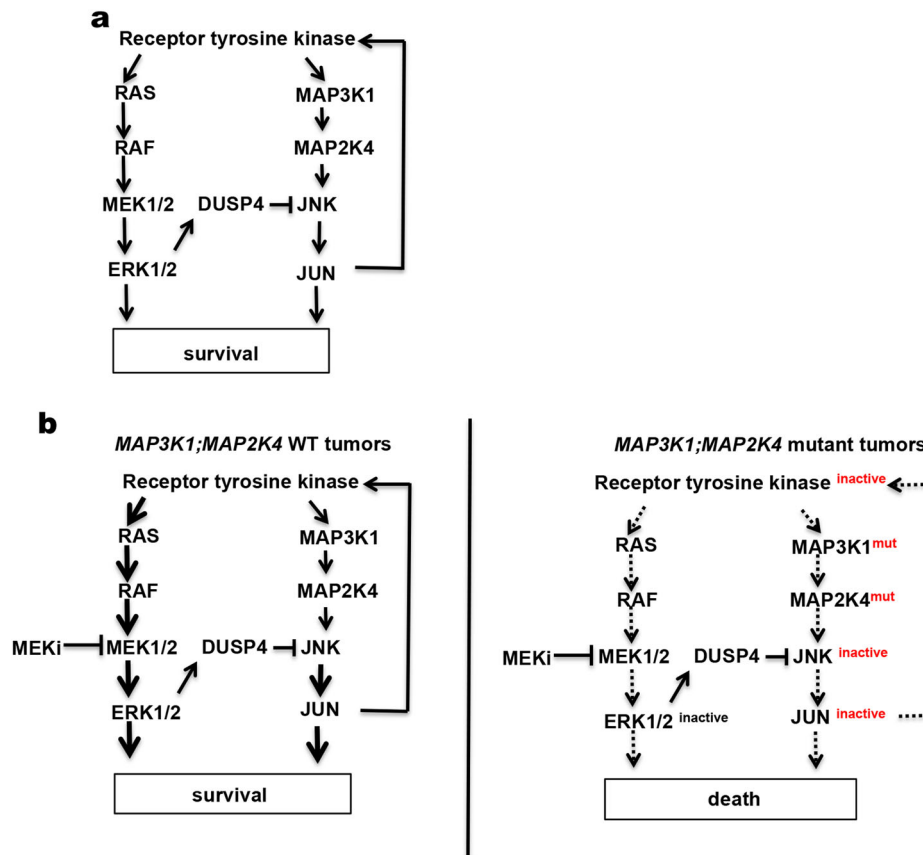 a
Receptor tyrosine kinase
RAS
MAP3K1
RAF
MAP2K4
MEK1/2
DUSP4
JNK
ERK1/2
JUN
survival
b
MAP3K1;MAP2K4 WT tumors
Receptor tyrosine kinase
RAS
MAP3K1
RAF
MAP2K4
MEKi
MEK1/2
DUSP4
JNK
ERK1/2
JUN
survival
MAP3K1;MAP2K4 mutant tumors
Receptor tyrosine kinase inactive
RAS
MAP3K1mut
RAF
MAP2K4mut
MEKi
MEK1/2
DUSP4
JNK inactive
ERK1/2 inactive
JUN inactive
death